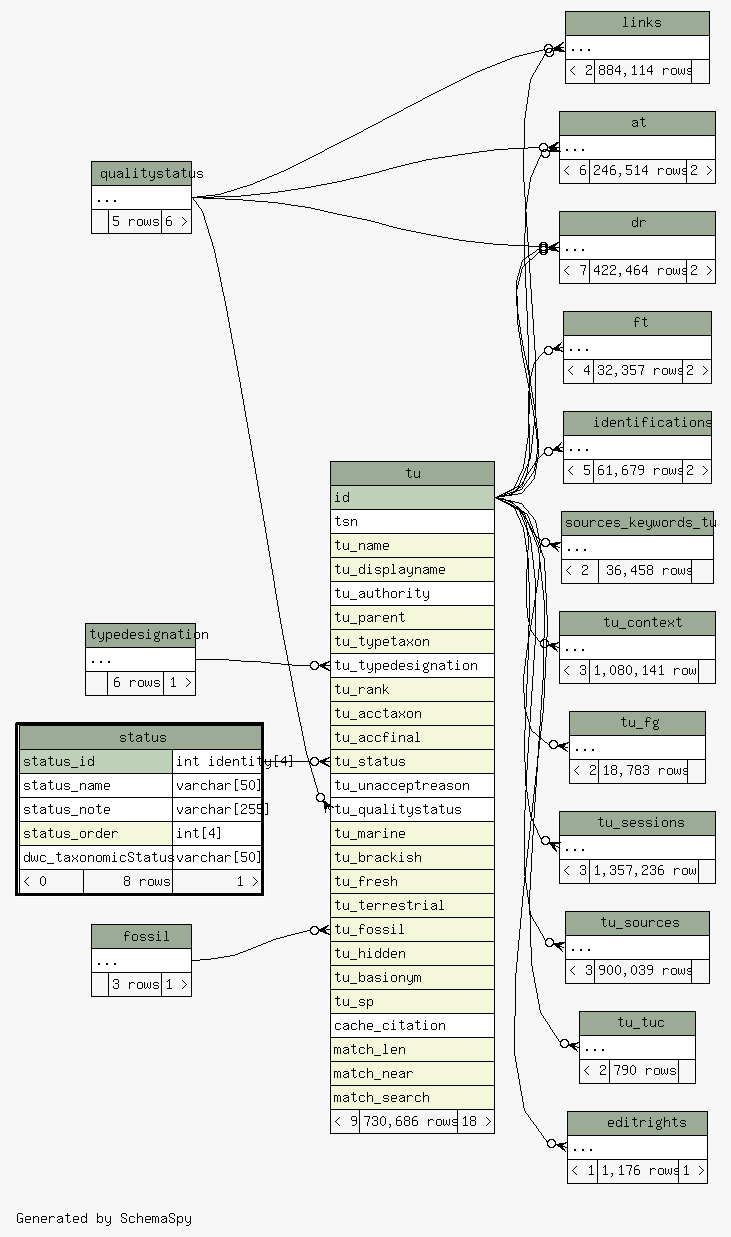 links
...
< 2 884,114 rows
at
...
< 6 246,514 rows 2 >
qualitystatus
...
5 rows 6 >
dr
...
< 7 422,464 rows 2 >
ft
...
< 4 32,357 rows 2 >
identifications
...
< 5 61,679 rows 2 >
tu
id
tsn
tu_name
tu_displayname
tu_authority
tu_parent
tu_typetaxon
tu_typedesignation
tu_rank
tu_acctaxon
tu_accfinal
tu_status
tu_unacceptreason
tu_qualitystatus
tu_marine
tu_brackish
tu_fresh
tu_terrestrial
tu_fossil
tu_hidden
tu_basionym
tu_sp
cache_citation
match_len
match_near
match_search
< 9 730,686 rows 18 >
sources_keywords_tu
...
< 2 36,458 rows
typedesignation
...
6 rows 1 >
tu_context
...
< 3 1,080,141 row
status
status_id int identity[4]
status_name varchar[50]
status_note varchar[255]
status_order int[4]
dwc_taxonomicStatus varchar[50]
< 0 8 rows 1 >
tu_fg
...
< 2 18,783 rows
tu_sessions
...
< 3 1,357,236 row
fossil
...
3 rows 1 >
tu_sources
...
< 3 900,039 rows
tu_tuc
...
< 2 790 rows
editrights
...
< 1 1,176 rows 1 >
Generated by SchemaSpy